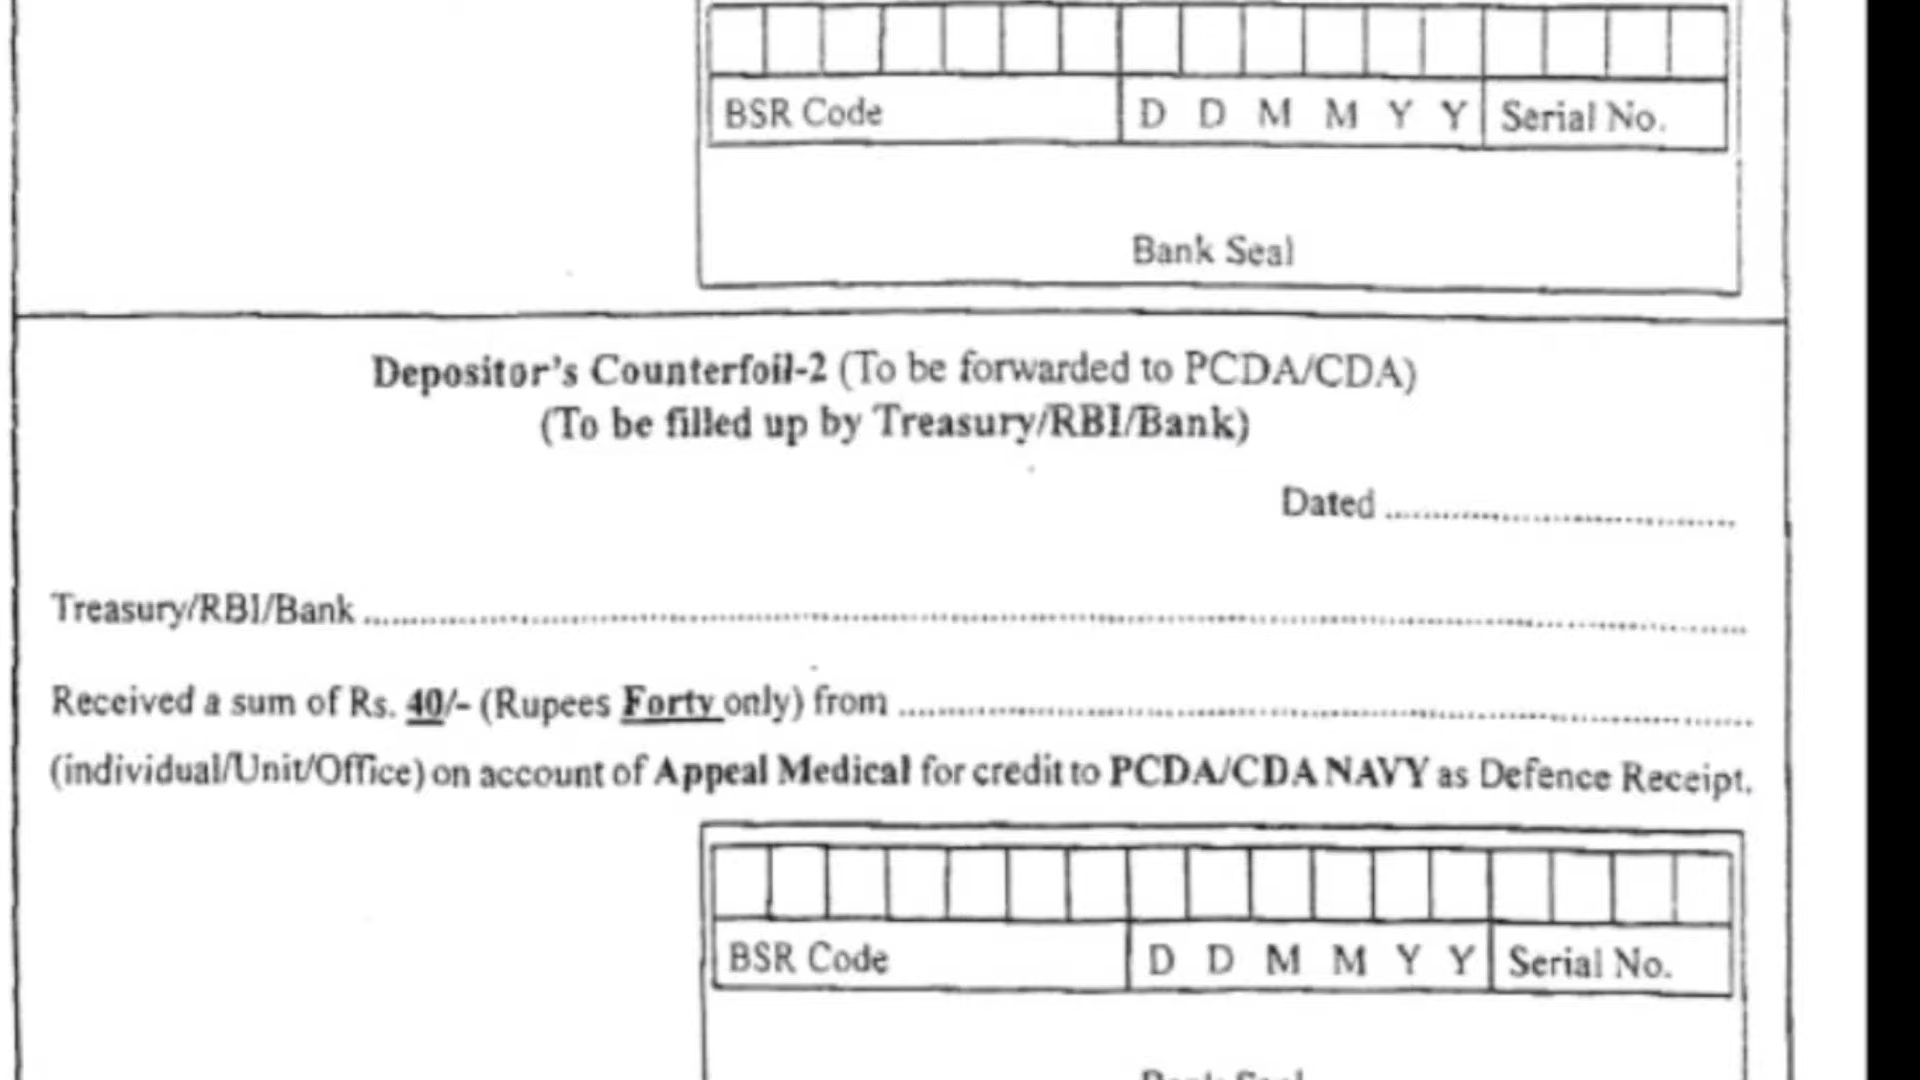 BSR Code D D M M Y Y Serial No.
Bank Seal
Depositor's Counterfoil-2 (To be forwarded to PCDA/CDA)
(To be filled up by Treasury/RBI/Bank)
Dated ............................
Treasury/RBI/Bank ............................
Received a sum of Rs. 40/- (Rupees Forty only) from ............................
(individual/Unit/Office) on account of Appeal Medical for credit to PCDA/CDA NAVY as Defence Receipt.
BSR Code D D M M Y Y Serial No.